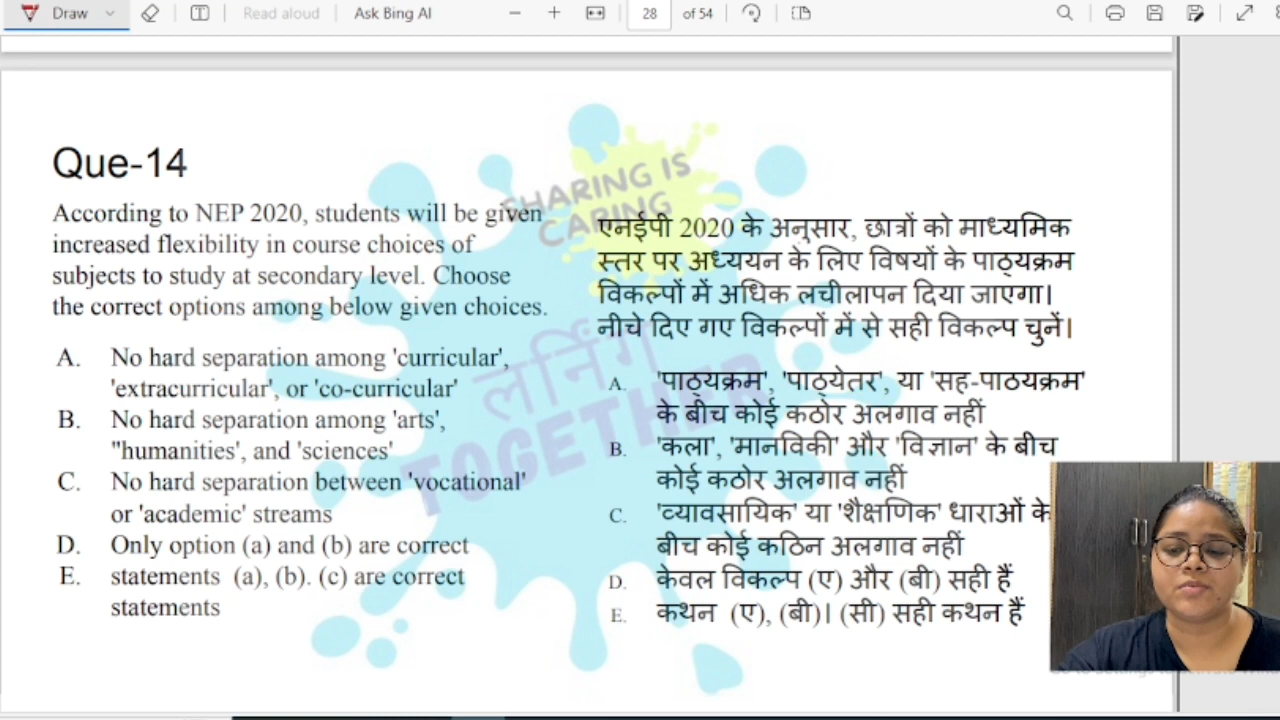 Draw
Read aloud
Ask Bing AI
28
of 54
Que-14
According to NEP 2020, students will be given
increased flexibility in course choices of
subjects to study at secondary level. Choose
the correct options among below given choices.
A. No hard separation among 'curricular',
'extracurricular', or 'co-curricular'
B. No hard separation among 'arts',
"humanities', and 'sciences'
C. No hard separation between 'vocational'
or 'academic' streams
D. Only option (a) and (b) are correct
E. statements (a), (b). (c) are correct
statements
SHARING IS
CARING
लर्निंग
TOGETHER
एनईपी 2020 के अनुसार, छात्रों को माध्यमिक
स्तर पर अध्ययन के लिए विषयों के पाठ्यक्रम
विकल्पों में अधिक लचीलापन दिया जाएगा।
नीचे दिए गए विकल्पों में से सही विकल्प चुनें।
A. 'पाठ्यक्रम', 'पाठ्येतर', या 'सह-पाठयक्रम'
के बीच कोई कठोर अलगाव नहीं
B. 'कला', 'मानविकी' और 'विज्ञान' के बीच
कोई कठोर अलगाव नहीं
C. 'व्यावसायिक' या 'शैक्षणिक' धाराओं के
बीच कोई कठिन अलगाव नहीं
D. केवल विकल्प (ए) और (बी) सही हैं
E. कथन (ए), (बी)। (सी) सही कथन हैं